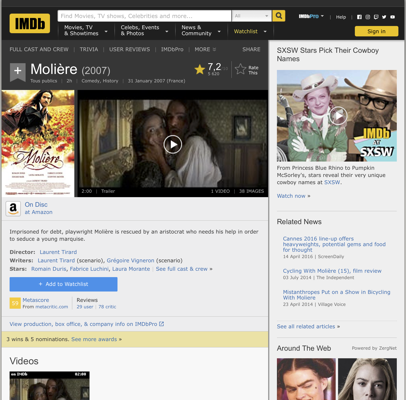 IMDb
Find Movies, TV shows, Celebrities and more...
All
IMDbPro
Help
Movies, TV
& Showtimes
Celebs, Events
& Photos
News &
Community
Watchlist
Sign in
FULL CAST AND CREW
TRIVIA
USER REVIEWS
IMDbPro
MORE
SHARE
Molière (2007)
7,2
Rate
This
Tous publics
2h
Comedy, History
31 January 2007 (France)
Molière
2:00
Trailer
1 VIDEO
38 IMAGES
On Disc
at Amazon
Imprisoned for debt, playwright Molière is rescued by an aristocrat who needs his help in order
to seduce a young marquise.
Director: Laurent Tirard
Writers: Laurent Tirard (scenario), Grégoire Vigneron (scenario)
Stars: Romain Duris, Fabrice Luchini, Laura Morante
See full cast & crew »
+ Add to Watchlist
Metascore
From metacritic.com
Reviews
29 user
78 critic
View production, box office, & company info on IMDbPro
3 wins & 5 nominations. See more awards »
Videos
SXSW Stars Pick Their Cowboy
Names
IMDb
AT
SXSW
From Princess Blue Rhino to Pumpkin
McSorley's, stars reveal their very unique
cowboy names at SXSW.
Watch now »
Related News
Cannes 2016 line-up offers
heavyweights, potential gems and food
for thought
14 April 2016 | ScreenDaily
Cycling With Molière (15), film review
03 July 2014 | The Independent
Misanthropes Put on a Show in Bicycling
With Moliere
23 April 2014 | Village Voice
See all related articles »
Around The Web
Powered by ZergNet